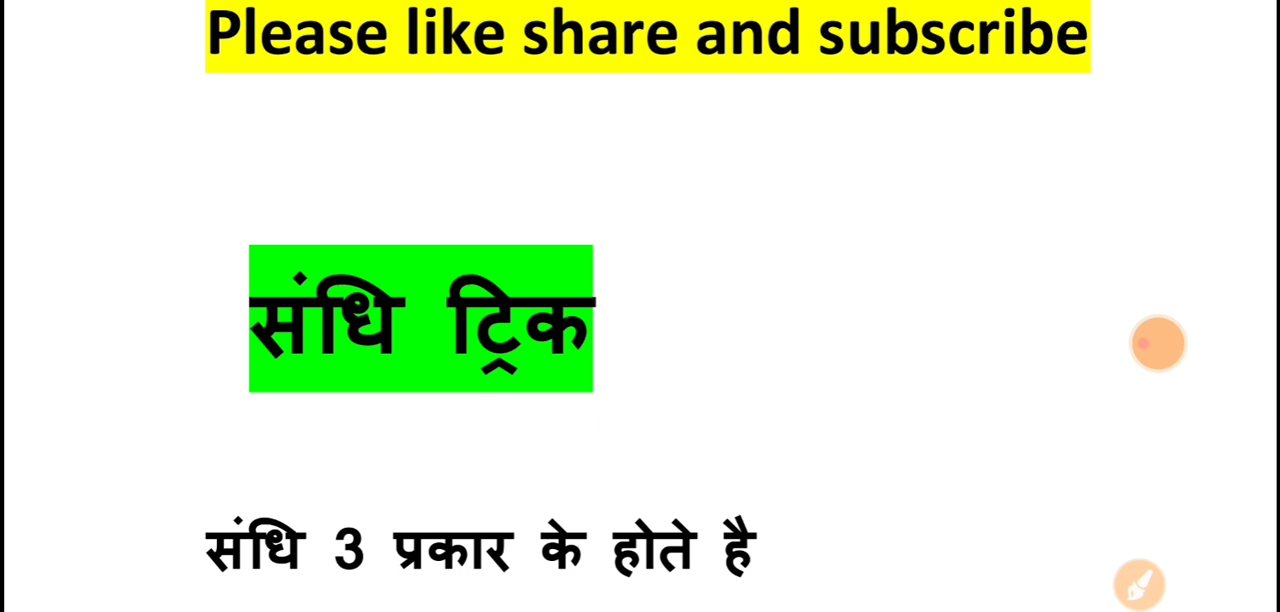 Please like share and subscribe
संधि ट्रिक
संधि 3 प्रकार के होते है